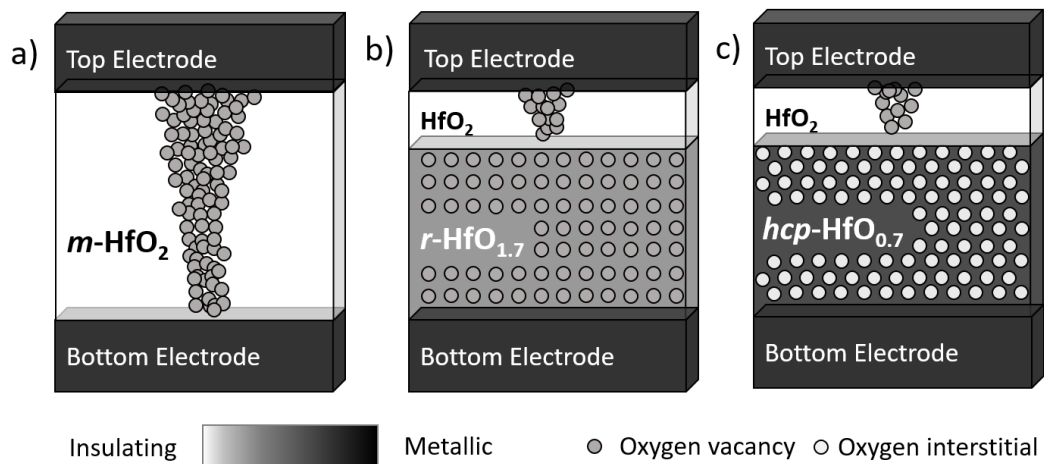 a)
Top Electrode
m-HfO₂
Bottom Electrode
b)
Top Electrode
HfO₂
r-HfO₁.₇
Bottom Electrode
c)
Top Electrode
HfO₂
hcp-HfO₀.₇
Bottom Electrode
Insulating Metallic Oxygen vacancy Oxygen interstitial